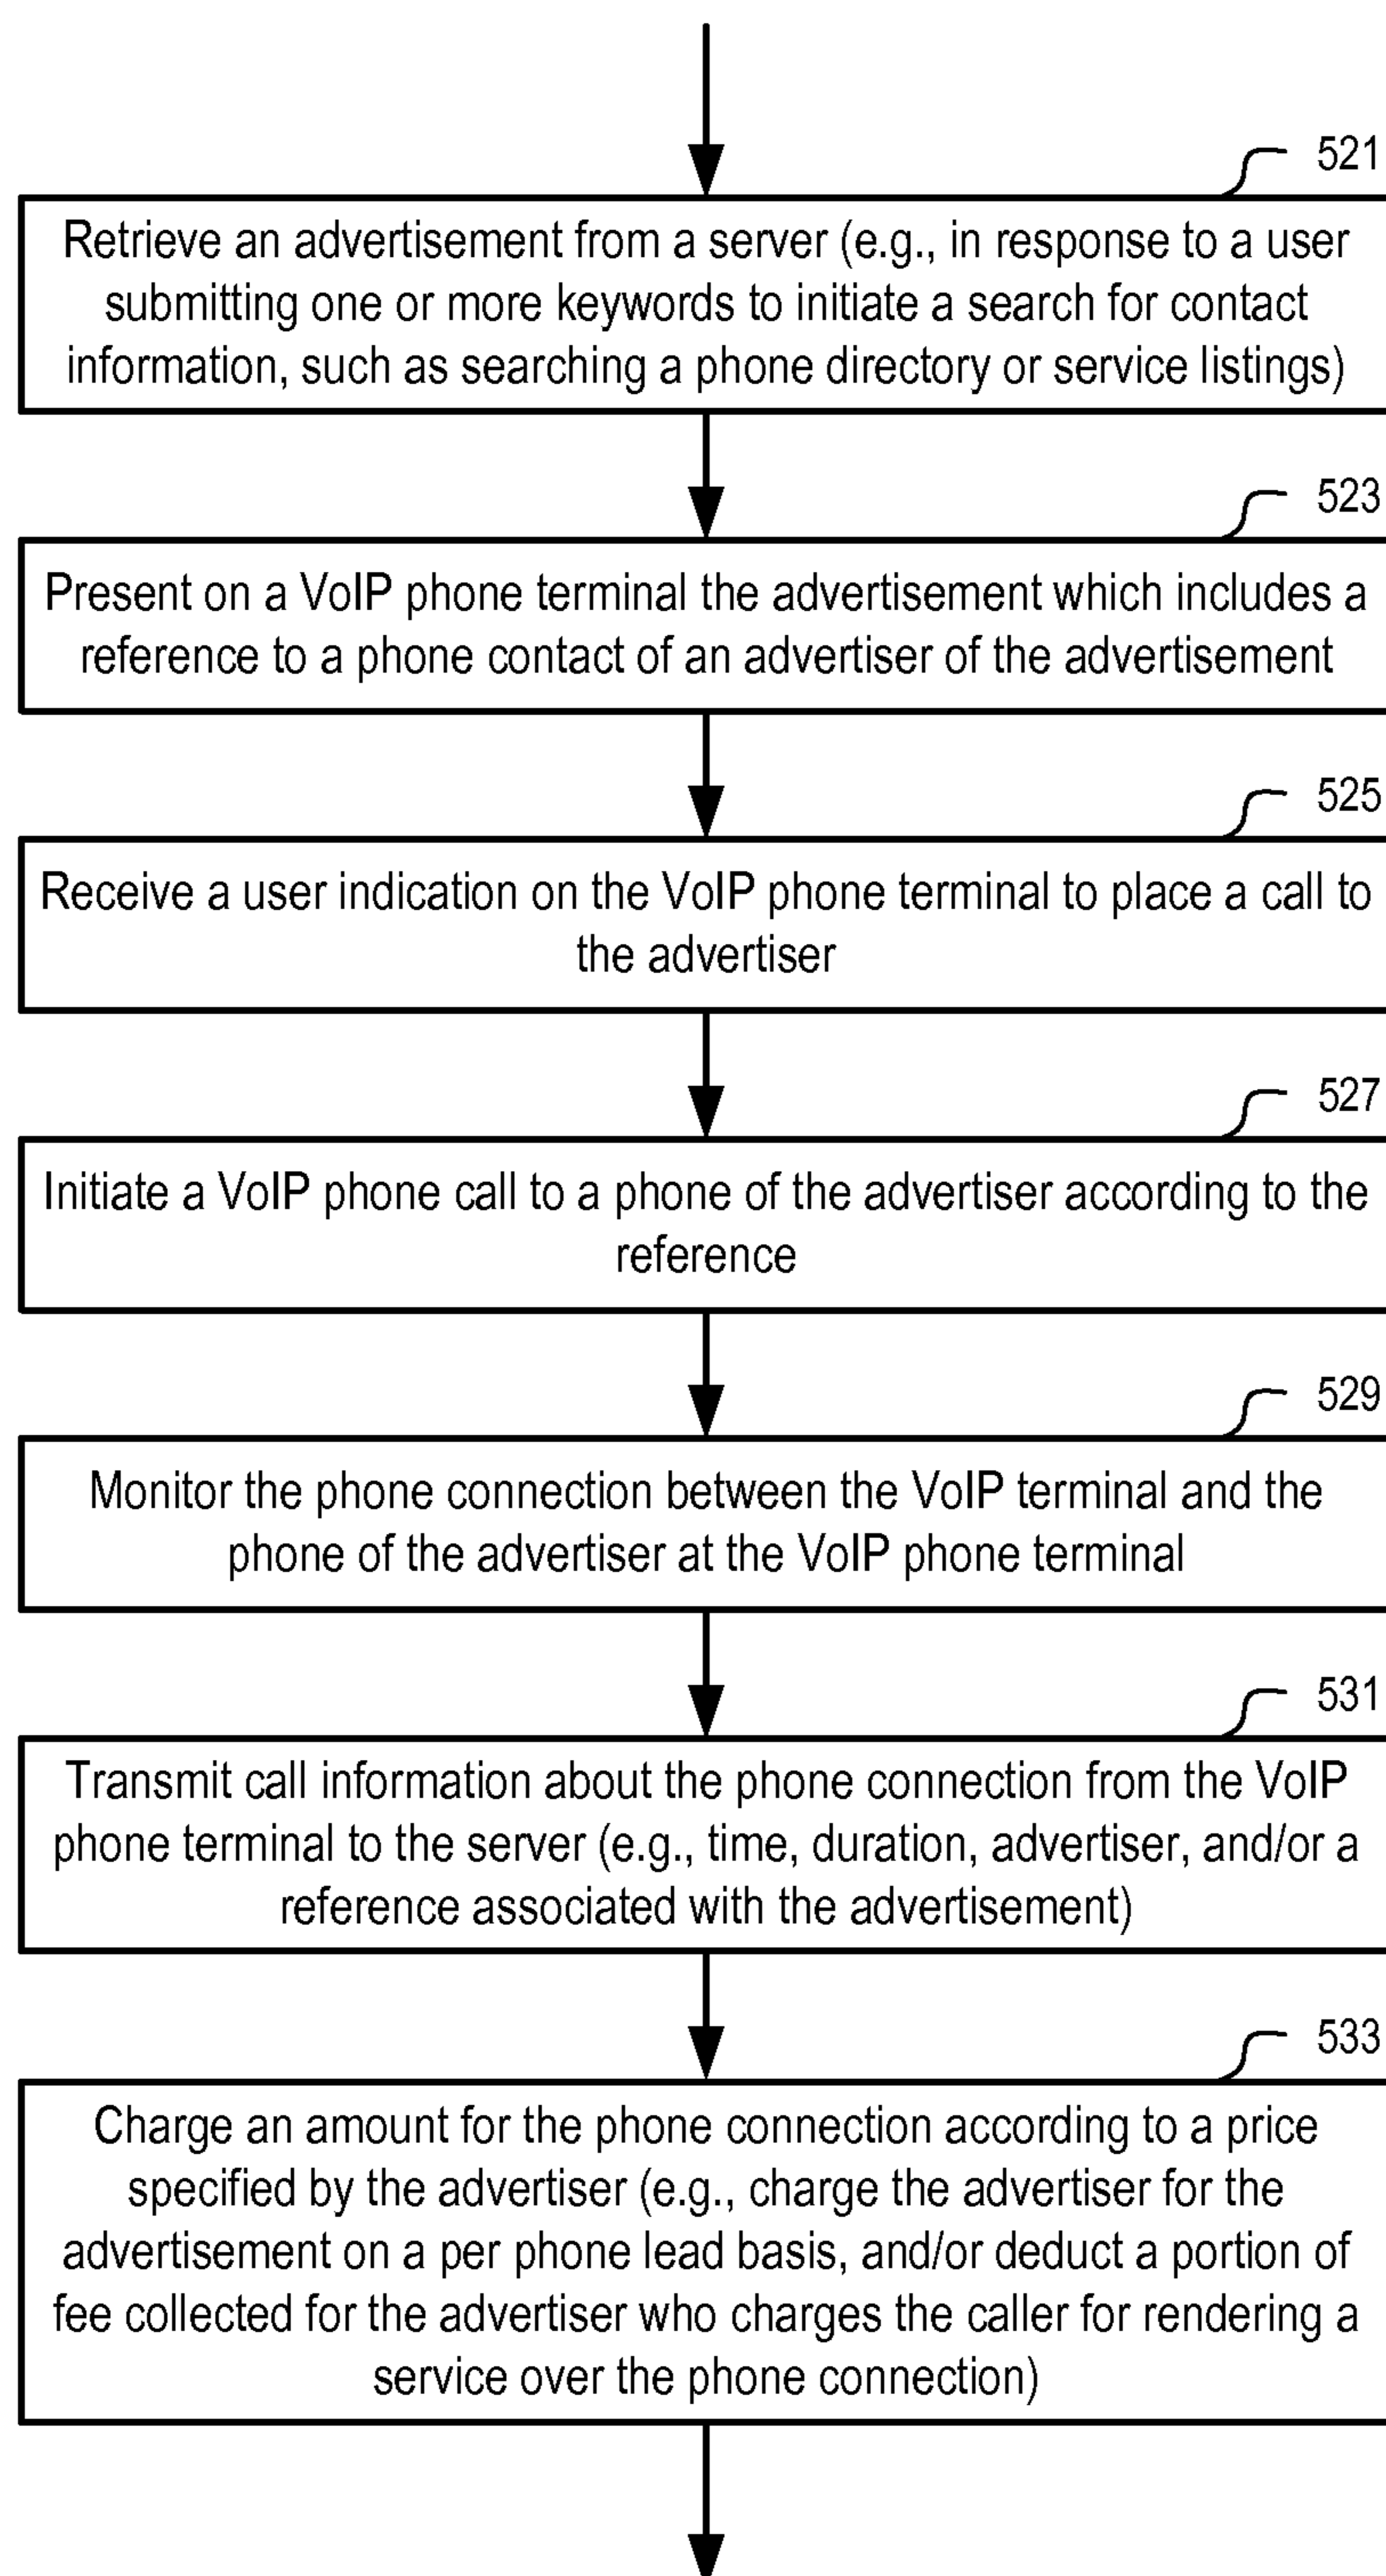 521
Retrieve an advertisement from a server (e.g., in response to a user
submitting one or more keywords to initiate a search for contact
information, such as searching a phone directory or service listings)
523
Present on a VoIP phone terminal the advertisement which includes a
reference to a phone contact of an advertiser of the advertisement
525
Receive a user indication on the VoIP phone terminal to place a call to
the advertiser
527
Initiate a VoIP phone call to a phone of the advertiser according to the
reference
529
Monitor the phone connection between the VoIP terminal and the
phone of the advertiser at the VoIP phone terminal
531
Transmit call information about the phone connection from the VoIP
phone terminal to the server (e.g., time, duration, advertiser, and/or a
reference associated with the advertisement)
533
Charge an amount for the phone connection according to a price
specified by the advertiser (e.g., charge the advertiser for the
advertisement on a per phone lead basis, and/or deduct a portion of
fee collected for the advertiser who charges the caller for rendering a
service over the phone connection)